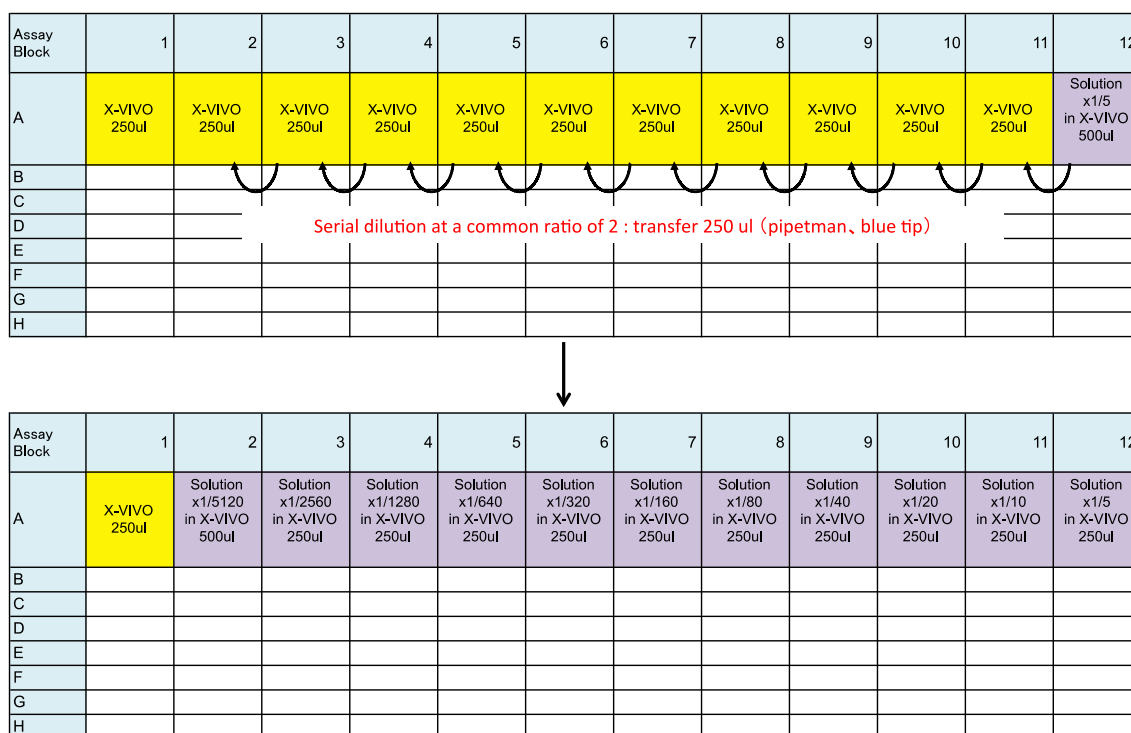 Assay Block 1 2 3 4 5 6 7 8 9 10 11 12
A
X-VIVO 250ul
X-VIVO 250ul
X-VIVO 250ul
X-VIVO 250ul
X-VIVO 250ul
X-VIVO 250ul
X-VIVO 250ul
X-VIVO 250ul
X-VIVO 250ul
X-VIVO 250ul
X-VIVO 250ul
Solution x1/5 in X-VIVO 500ul
B
C
D
Serial dilution at a common ratio of 2 : transfer 250 ul (pipetman、blue tip)
E
F
G
H
Assay Block 1 2 3 4 5 6 7 8 9 10 11 12
A
X-VIVO 250ul
Solution x1/5120 in X-VIVO 500ul
Solution x1/2560 in X-VIVO 250ul
Solution x1/1280 in X-VIVO 250ul
Solution x1/640 in X-VIVO 250ul
Solution x1/320 in X-VIVO 250ul
Solution x1/160 in X-VIVO 250ul
Solution x1/80 in X-VIVO 250ul
Solution x1/40 in X-VIVO 250ul
Solution x1/20 in X-VIVO 250ul
Solution x1/10 in X-VIVO 250ul
Solution x1/5 in X-VIVO 250ul
B
C
D
E
F
G
H